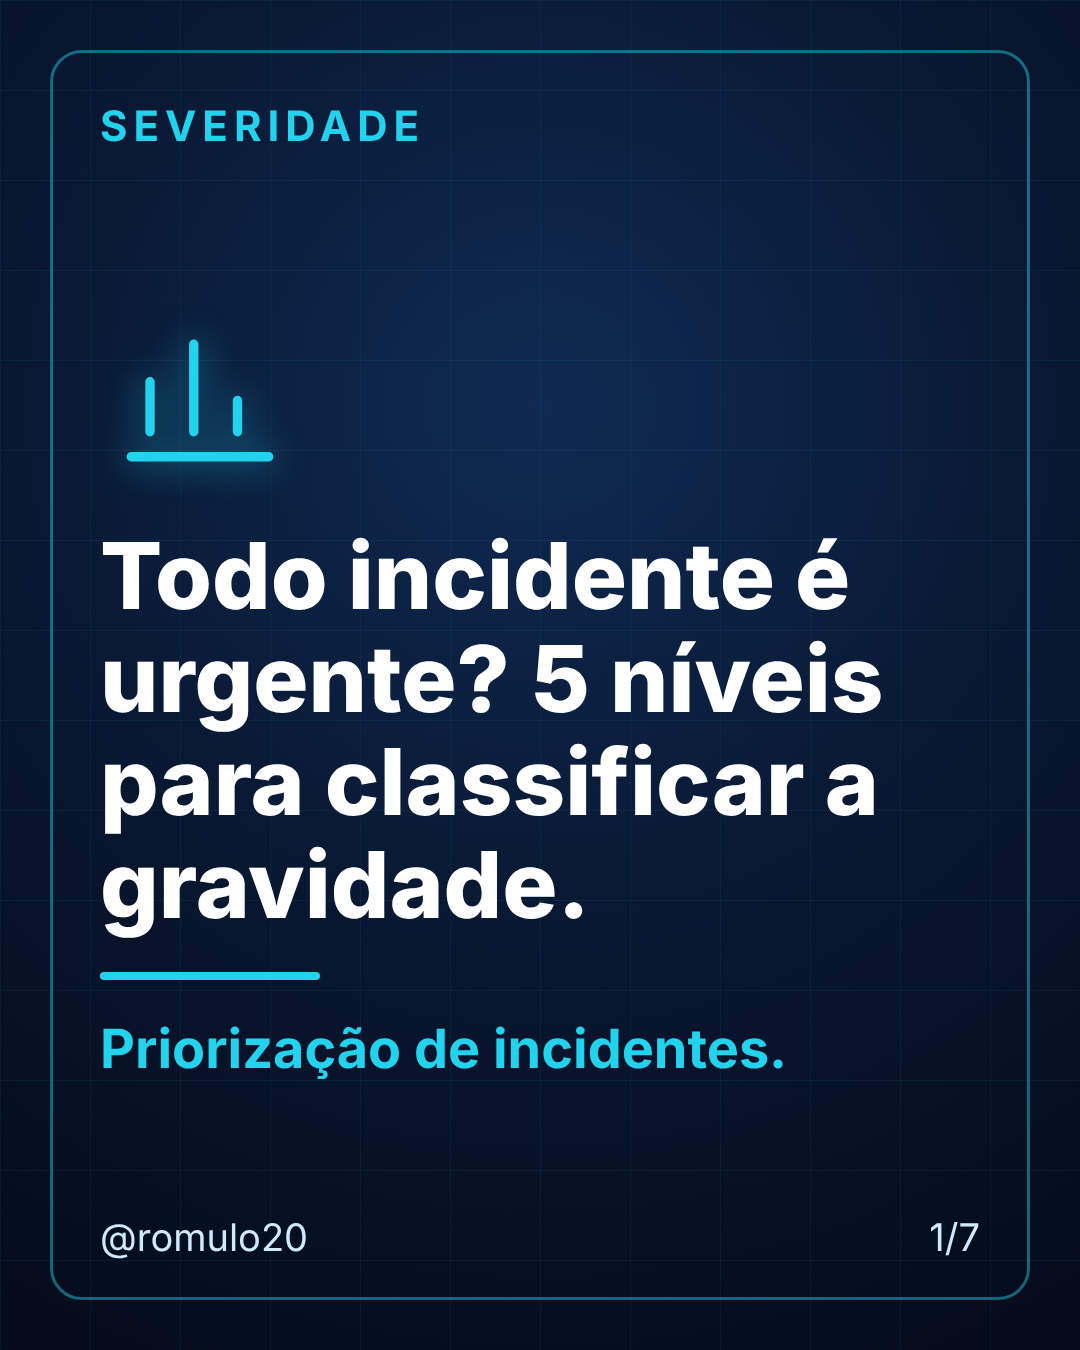 SEVERIDADE
Todo incidente é
urgente? 5 níveis
para classificar a
gravidade.
Priorização de incidentes.
@romulo20
1/7